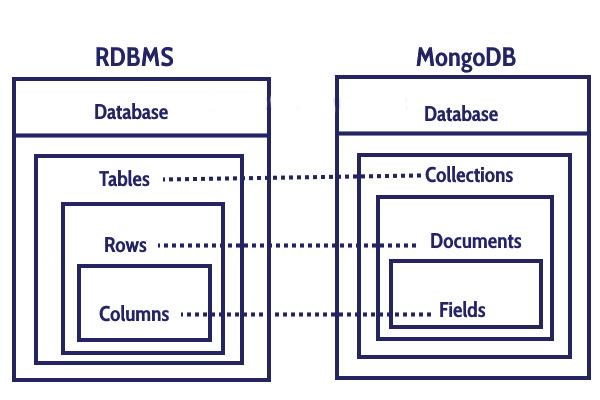 RDBMS
MongoDB
Database
Database
Tables
Collections
Rows
Documents
Columns
Fields